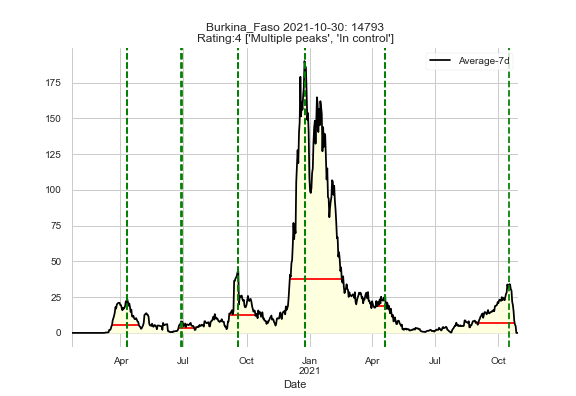 Burkina_Faso 2021-10-30: 14793
Rating:4 ['Multiple peaks', 'In control']
Average-7d
175
150
125
100
75
50
25
0
Apr Jul Oct Jan Apr Jul Oct
2021
Date